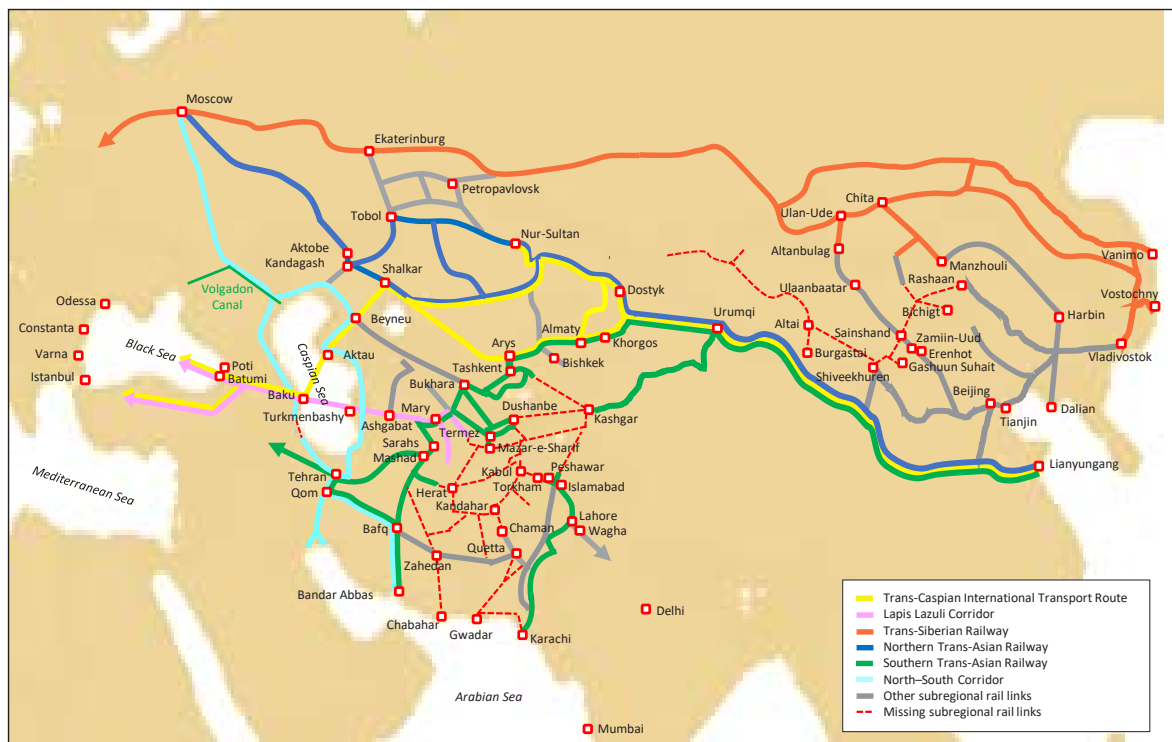 Moscow
Ekaterinburg
Petropavlovsk
Chita
Ulan-Ude
Tobol
Nur-Sultan
Altanbulag
Aktobe
Kandagash
Vanimo
Shalkar
Manzhouli
Rashaan
Volgadon
Canal
Dostyk
Ulaanbaatar
Vostochny
Odessa
Bichigt
Harbin
Beyneu
Urumqi
Altai
Constanta
Almaty
Sainshand
Zamiin-Uud
Khorgos
Black Sea
Arys
Erenhot
Varna
Aktau
Bishkek
Burgastai
Gashuun Suhait
Vladivostok
Poti
Caspian Sea
Tashkent
Shiveekhuren
Istanbul
Batumi
Bukhara
Baku
Dushanbe
Beijing
Turkmenbashy
Mary
Kashgar
Tianjin
Dalian
Ashgabat
Termez
Sarahs
Mazar-e-Sharif
Mashad
Kabul
Peshawar
Lianyungang
Tehran
Torkham
Islamabad
Mediterranean Sea
Qom
Herat
Kandahar
Lahore
Bafq
Chaman
Wagha
Quetta
Zahedan
Bandar Abbas
Delhi
Chabahar
Gwadar
Karachi
Arabian Sea
Mumbai
Trans-Caspian International Transport Route
Lapis Lazuli Corridor
Trans-Siberian Railway
Northern Trans-Asian Railway
Southern Trans-Asian Railway
North–South Corridor
Other subregional rail links
Missing subregional rail links